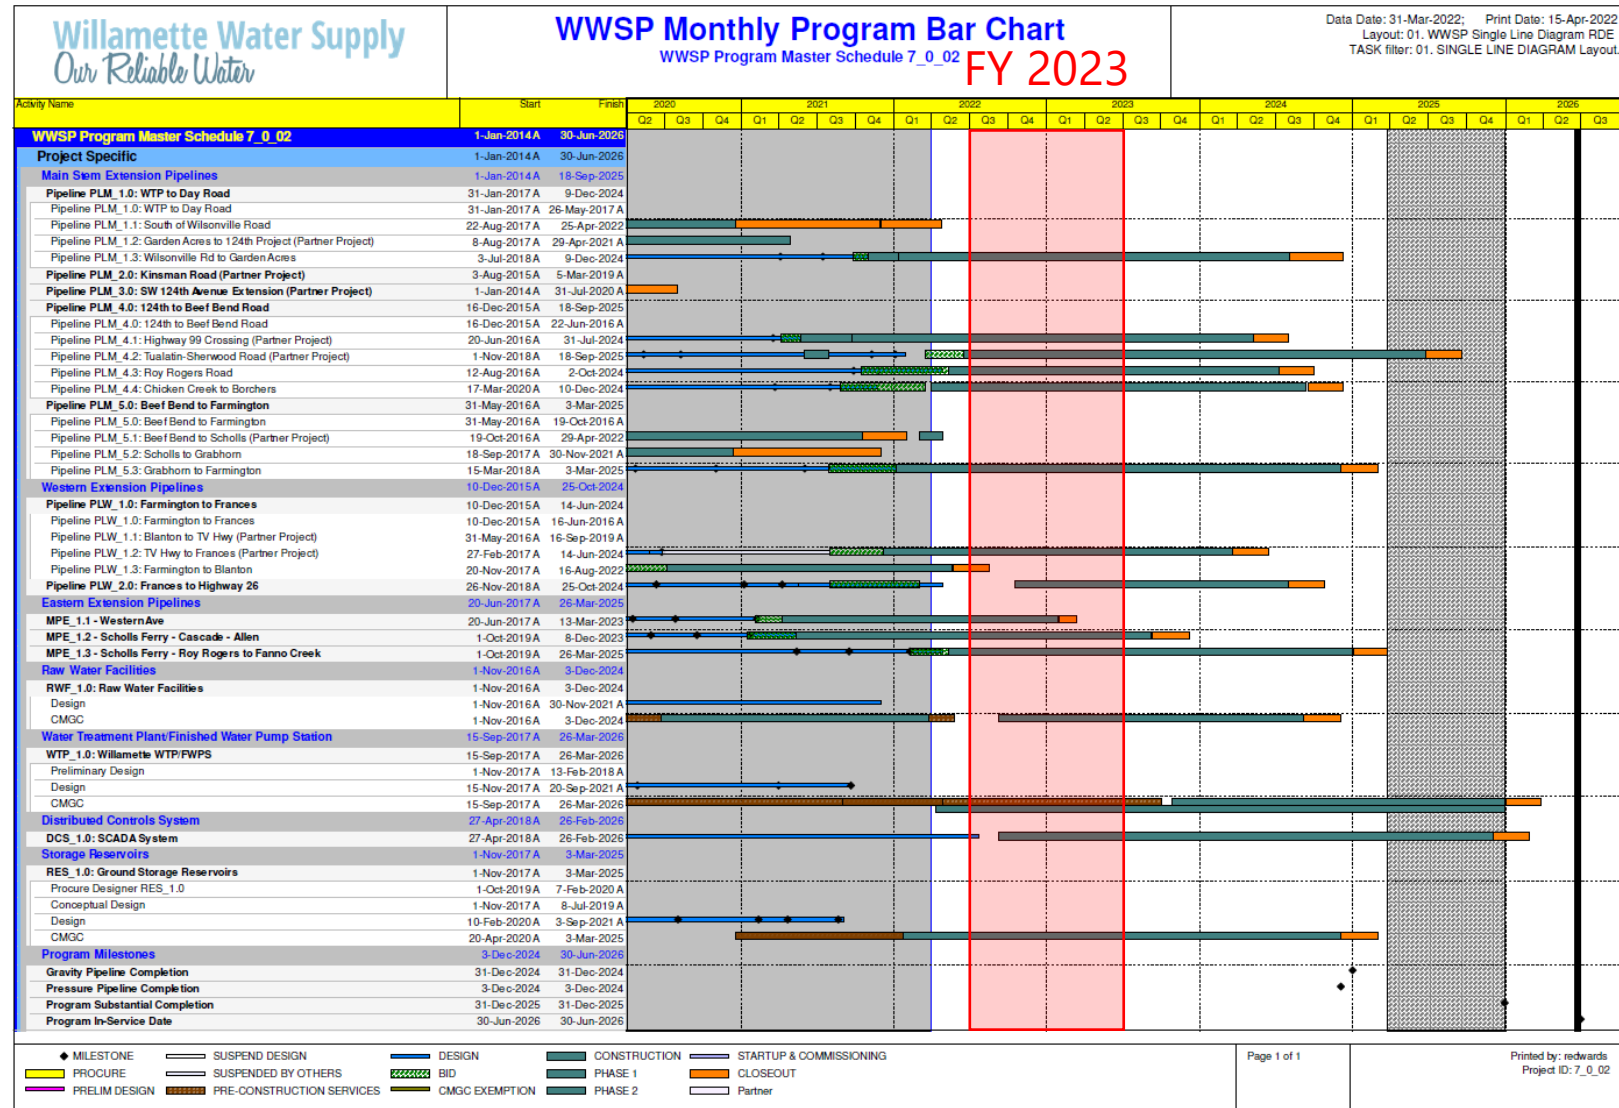 Willamette Water Supply
Our Reliable Water
WWSP Monthly Program Bar Chart
WWSP Program Master Schedule 7_0_02
FY 2023
Data Date: 31-Mar-2022; Print Date: 15-Apr-2022
Layout: 01. WWSP Single Line Diagram RDE
TASK filter: 01. SINGLE LINE DIAGRAM Layout.
Activity Name Start Finish 2020 2021 2022 2023 2024 2025 2026
Q2 Q3 Q4 Q1 Q2 Q3 Q4 Q1 Q2 Q3 Q4 Q1 Q2 Q3 Q4 Q1 Q2 Q3 Q4 Q1 Q2 Q3 Q4 Q1 Q2 Q3
WWSP Program Master Schedule 7_0_02 1-Jan-2014 A 30-Jun-2026
Project Specific 1-Jan-2014 A 30-Jun-2026
Main Stem Extension Pipelines 1-Jan-2014 A 18-Sep-2025
Pipeline PLM_1.0: WTP to Day Road 31-Jan-2017 A 9-Dec-2024
Pipeline PLM_1.0: WTP to Day Road 31-Jan-2017 A 26-May-2017 A
Pipeline PLM_1.1: South of Wilsonville Road 22-Aug-2017 A 25-Apr-2022
Pipeline PLM_1.2: Garden Acres to 124th Project (Partner Project) 8-Aug-2017 A 29-Apr-2021 A
Pipeline PLM_1.3: Wilsonville Rd to Garden Acres 3-Jul-2018 A 9-Dec-2024
Pipeline PLM_2.0: Kinsman Road (Partner Project) 3-Aug-2015 A 5-Mar-2019 A
Pipeline PLM_3.0: SW 124th Avenue Extension (Partner Project) 1-Jan-2014 A 31-Jul-2020 A
Pipeline PLM_4.0: 124th to Beef Bend Road 16-Dec-2015 A 18-Sep-2025
Pipeline PLM_4.0: 124th to Beef Bend Road 16-Dec-2015 A 22-Jun-2016 A
Pipeline PLM_4.1: Highway 99 Crossing (Partner Project) 20-Jun-2016 A 31-Jul-2024
Pipeline PLM_4.2: Tualatin-Sherwood Road (Partner Project) 1-Nov-2018 A 18-Sep-2025
Pipeline PLM_4.3: Roy Rogers Road 12-Aug-2016 A 2-Oct-2024
Pipeline PLM_4.4: Chicken Creek to Borchers 17-Mar-2020 A 10-Dec-2024
Pipeline PLM_5.0: Beef Bend to Farmington 31-May-2016 A 3-Mar-2025
Pipeline PLM_5.0: Beef Bend to Farmington 31-May-2016 A 19-Oct-2016 A
Pipeline PLM_5.1: Beef Bend to Scholls (Partner Project) 19-Oct-2016 A 29-Apr-2022
Pipeline PLM_5.2: Scholls to Grabhorn 18-Sep-2017 A 30-Nov-2021 A
Pipeline PLM_5.3: Grabhorn to Farmington 15-Mar-2018 A 3-Mar-2025
Western Extension Pipelines 10-Dec-2015 A 25-Oct-2024
Pipeline PLW_1.0: Farmington to Frances 10-Dec-2015 A 14-Jun-2024
Pipeline PLW_1.0: Farmington to Frances 10-Dec-2015 A 16-Jun-2016 A
Pipeline PLW_1.1: Blanton to TV Hwy (Partner Project) 31-May-2016 A 16-Sep-2019 A
Pipeline PLW_1.2: TV Hwy to Frances (Partner Project) 27-Feb-2017 A 14-Jun-2024
Pipeline PLW_1.3: Farmington to Blanton 20-Nov-2017 A 16-Aug-2022
Pipeline PLW_2.0: Frances to Highway 26 26-Nov-2018 A 25-Oct-2024
Eastern Extension Pipelines 20-Jun-2017 A 26-Mar-2025
MPE_1.1 - Western Ave 20-Jun-2017 A 13-Mar-2023
MPE_1.2 - Scholls Ferry - Cascade - Allen 1-Oct-2019 A 8-Dec-2023
MPE_1.3 - Scholls Ferry - Roy Rogers to Fanno Creek 1-Oct-2019 A 26-Mar-2025
Raw Water Facilities 1-Nov-2016 A 3-Dec-2024
RWF_1.0: Raw Water Facilities 1-Nov-2016 A 3-Dec-2024
Design 1-Nov-2016 A 30-Nov-2021 A
CMGC 1-Nov-2016 A 3-Dec-2024
Water Treatment Plant/Finished Water Pump Station 15-Sep-2017 A 26-Mar-2026
WTP_1.0: Willamette WTP/FWPS 15-Sep-2017 A 26-Mar-2026
Preliminary Design 1-Nov-2017 A 13-Feb-2018 A
Design 15-Nov-2017 A 20-Sep-2021 A
CMGC 15-Sep-2017 A 26-Mar-2026
Distributed Controls System 27-Apr-2018 A 26-Feb-2026
DCS_1.0: SCADA System 27-Apr-2018 A 26-Feb-2026
Storage Reservoirs 1-Nov-2017 A 3-Mar-2025
RES_1.0: Ground Storage Reservoirs 1-Nov-2017 A 3-Mar-2025
Procure Designer RES_1.0 1-Oct-2019 A 7-Feb-2020 A
Conceptual Design 1-Nov-2017 A 8-Jul-2019 A
Design 10-Feb-2020 A 3-Sep-2021 A
CMGC 20-Apr-2020 A 3-Mar-2025
Program Milestones 3-Dec-2024 30-Jun-2026
Gravity Pipeline Completion 31-Dec-2024 31-Dec-2024
Pressure Pipeline Completion 3-Dec-2024 3-Dec-2024
Program Substantial Completion 31-Dec-2025 31-Dec-2025
Program In-Service Date 30-Jun-2026 30-Jun-2026
MILESTONE SUSPEND DESIGN DESIGN CONSTRUCTION STARTUP & COMMISSIONING
PROCURE SUSPENDED BY OTHERS BID PHASE 1 CLOSEOUT
PRELIM DESIGN PRE-CONSTRUCTION SERVICES CMGC EXEMPTION PHASE 2 Partner
Page 1 of 1
Printed by: redwards
Project ID: 7_0_02